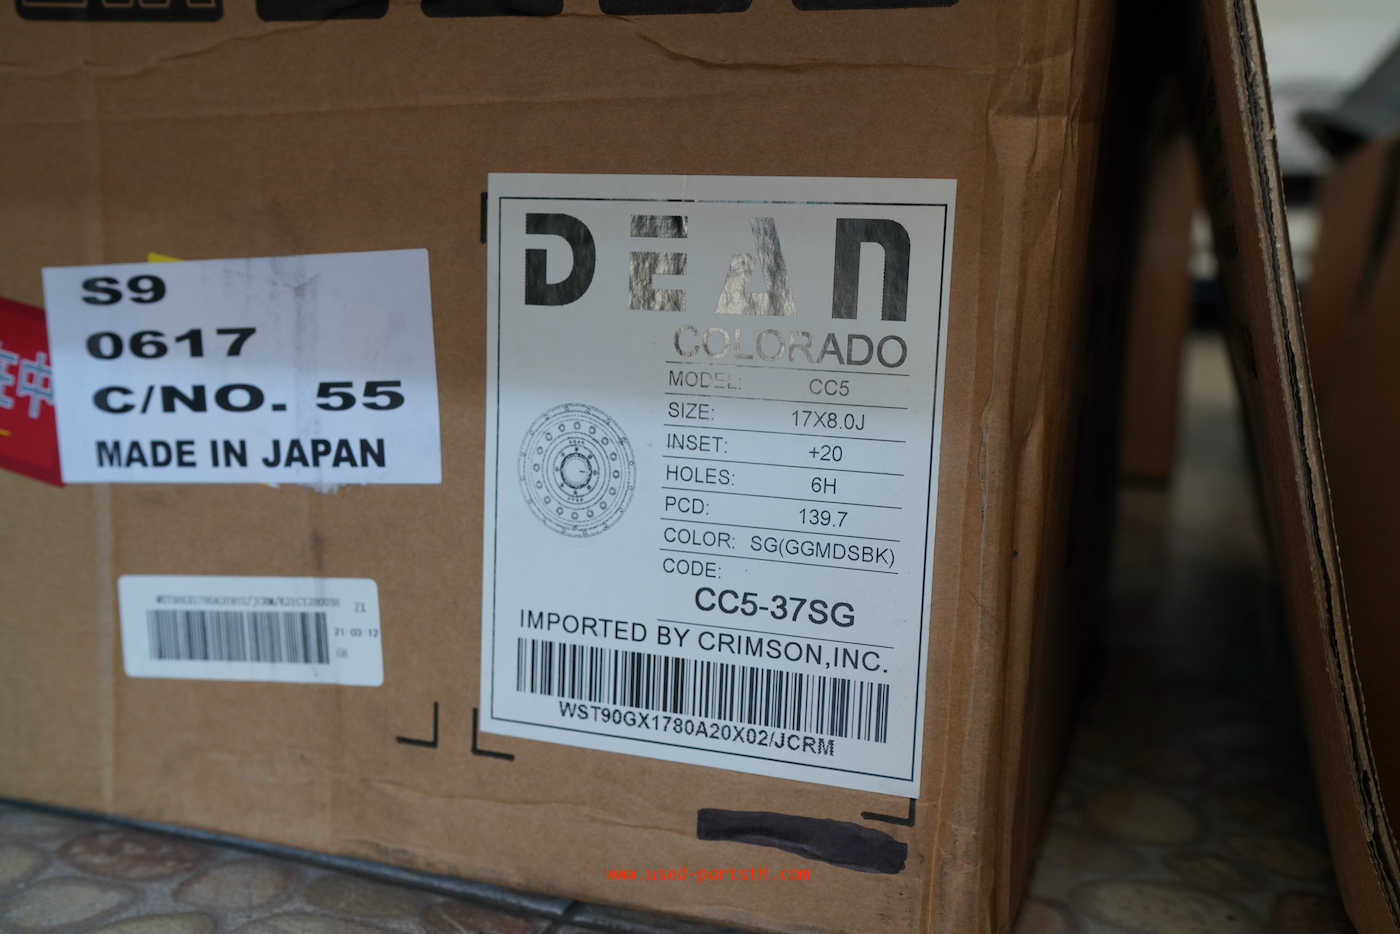 S9
0617
C/NO. 55
MADE IN JAPAN
在中
21-03-12
DEAN
COLORADO
MODEL: CC5
SIZE: 17X8.0J
INSET: +20
HOLES: 6H
PCD: 139.7
COLOR: SG(GGMDSBK)
CODE:
CC5-37SG
IMPORTED BY CRIMSON,INC.
WST90GX1780A20X02/JCRM
www.used-partsth.com